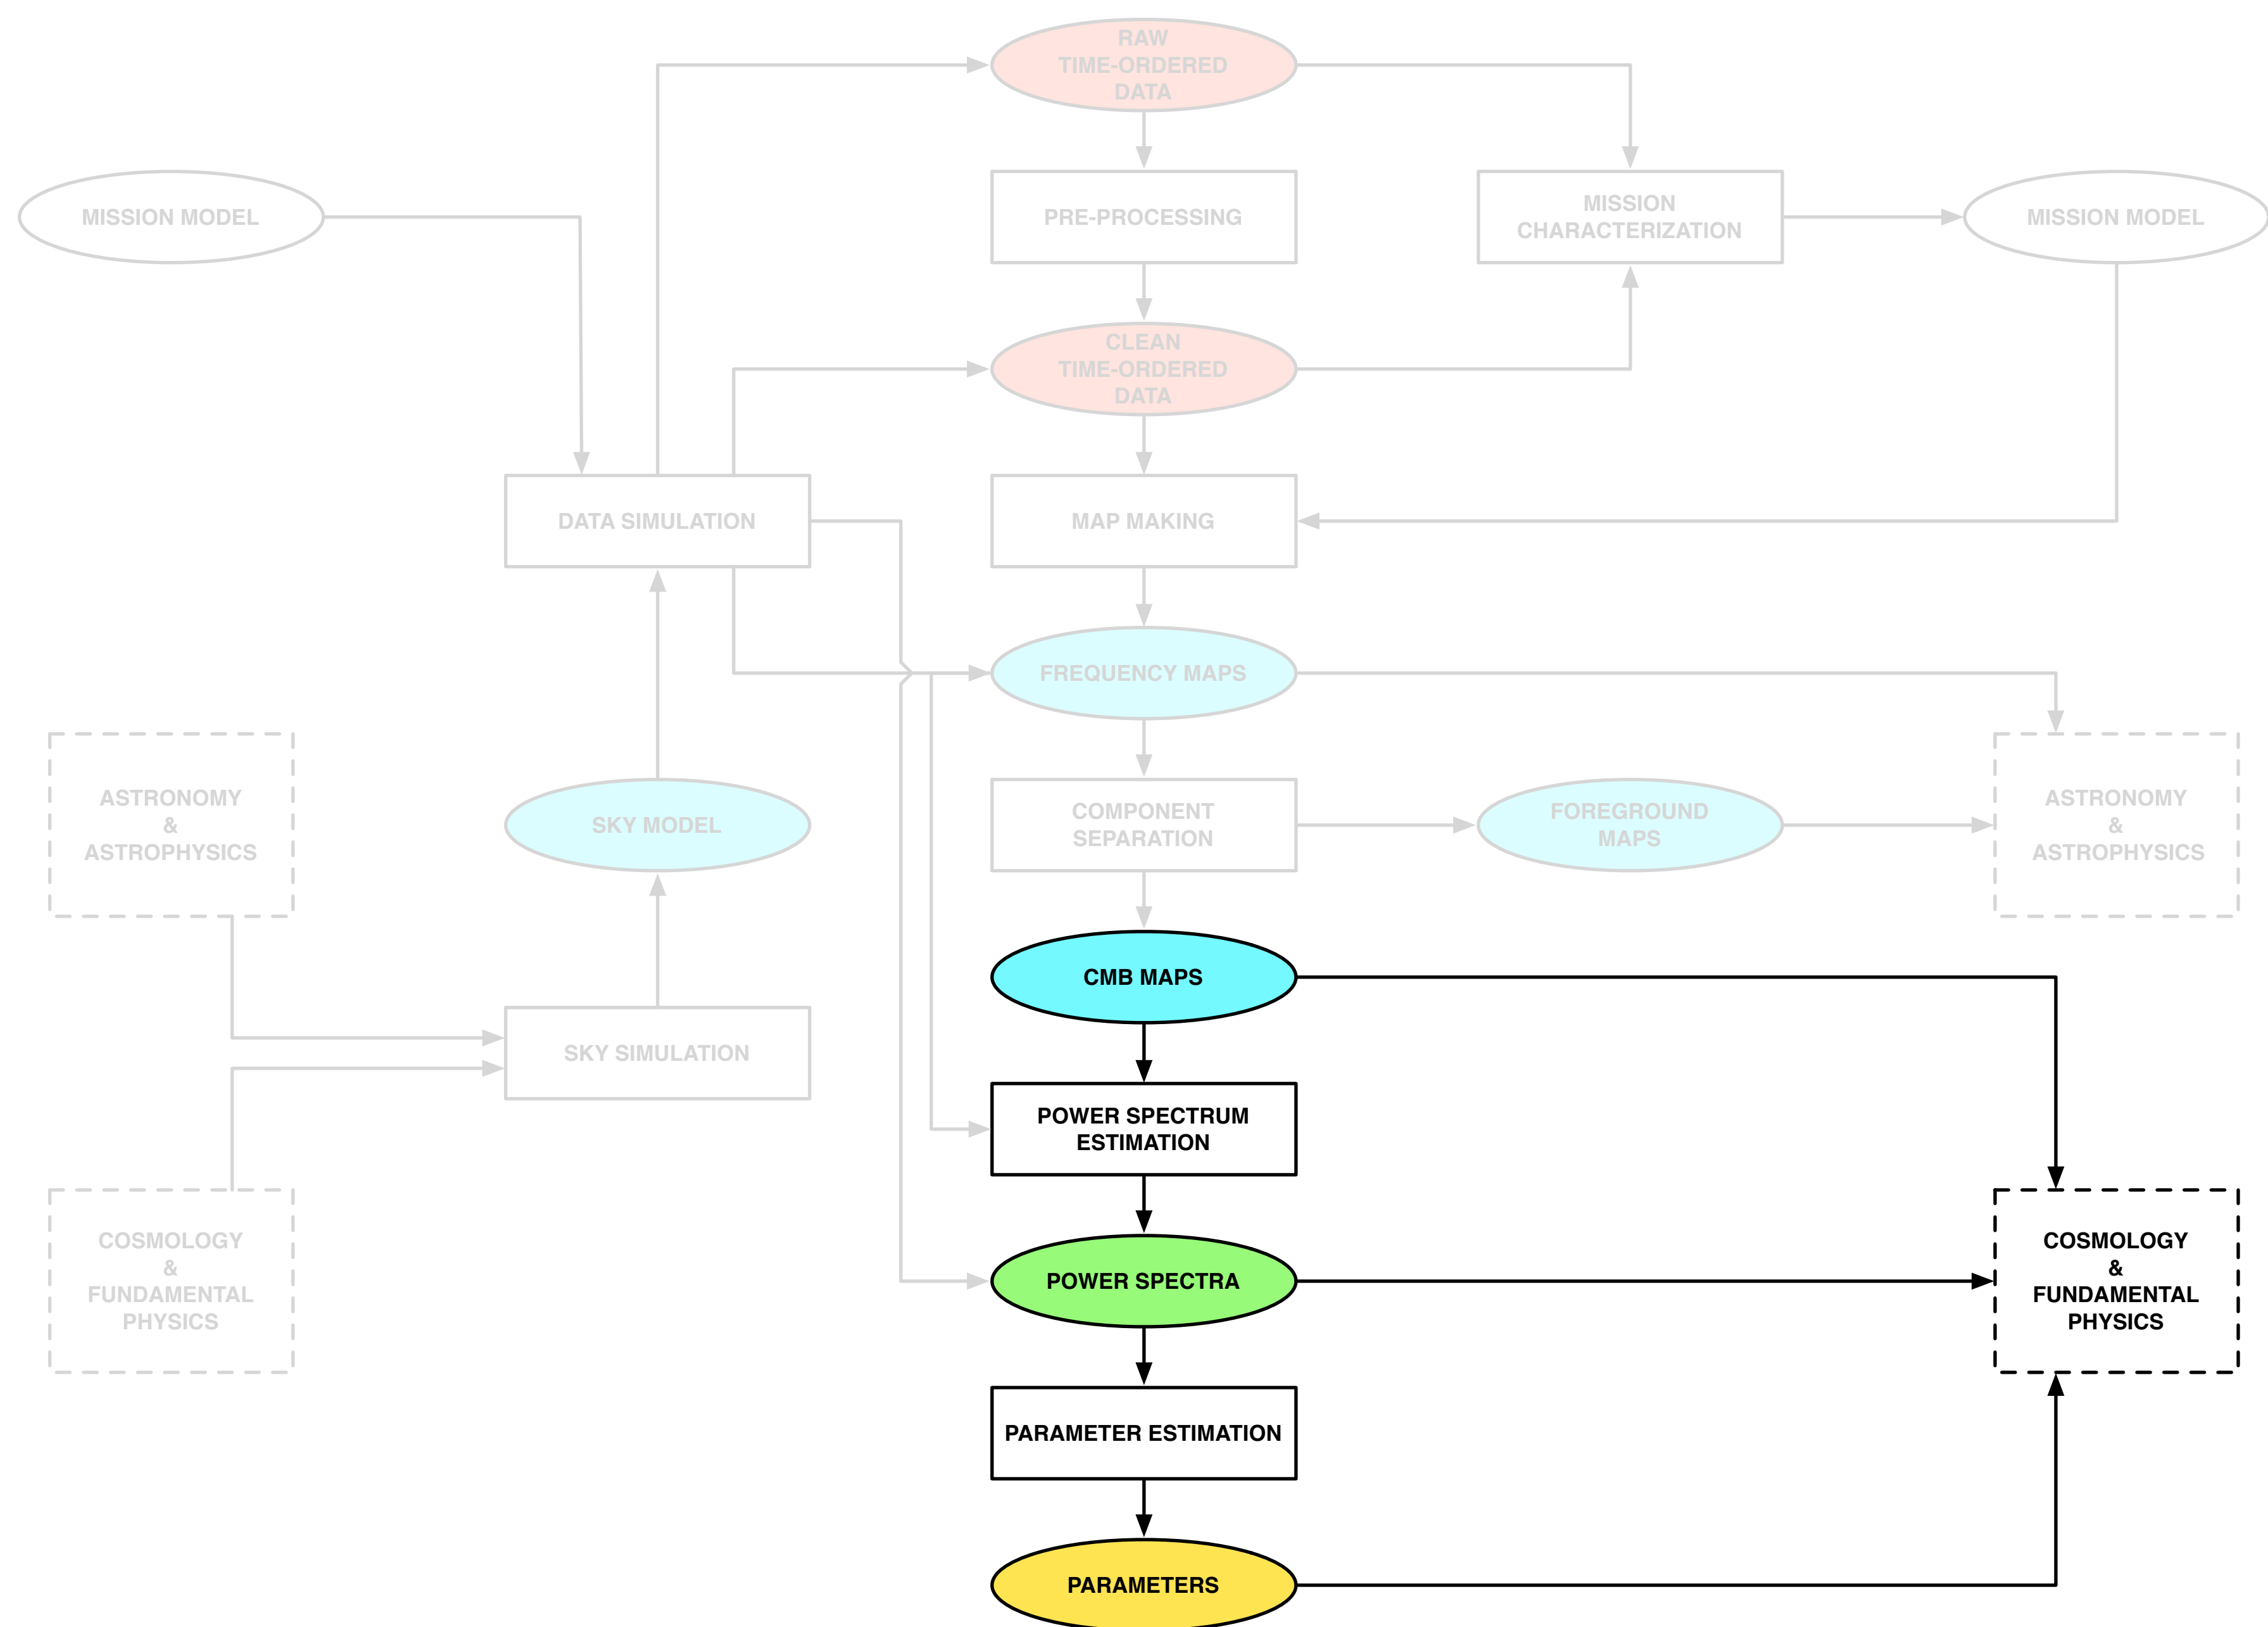 RAW
TIME-ORDERED
DATA
MISSION MODEL
PRE-PROCESSING
MISSION
CHARACTERIZATION
MISSION MODEL
CLEAN
TIME-ORDERED
DATA
DATA SIMULATION
MAP MAKING
FREQUENCY MAPS
ASTRONOMY
&
ASTROPHYSICS
SKY MODEL
COMPONENT
SEPARATION
FOREGROUND
MAPS
ASTRONOMY
&
ASTROPHYSICS
CMB MAPS
SKY SIMULATION
POWER SPECTRUM
ESTIMATION
COSMOLOGY
&
FUNDAMENTAL
PHYSICS
POWER SPECTRA
COSMOLOGY
&
FUNDAMENTAL
PHYSICS
PARAMETER ESTIMATION
PARAMETERS